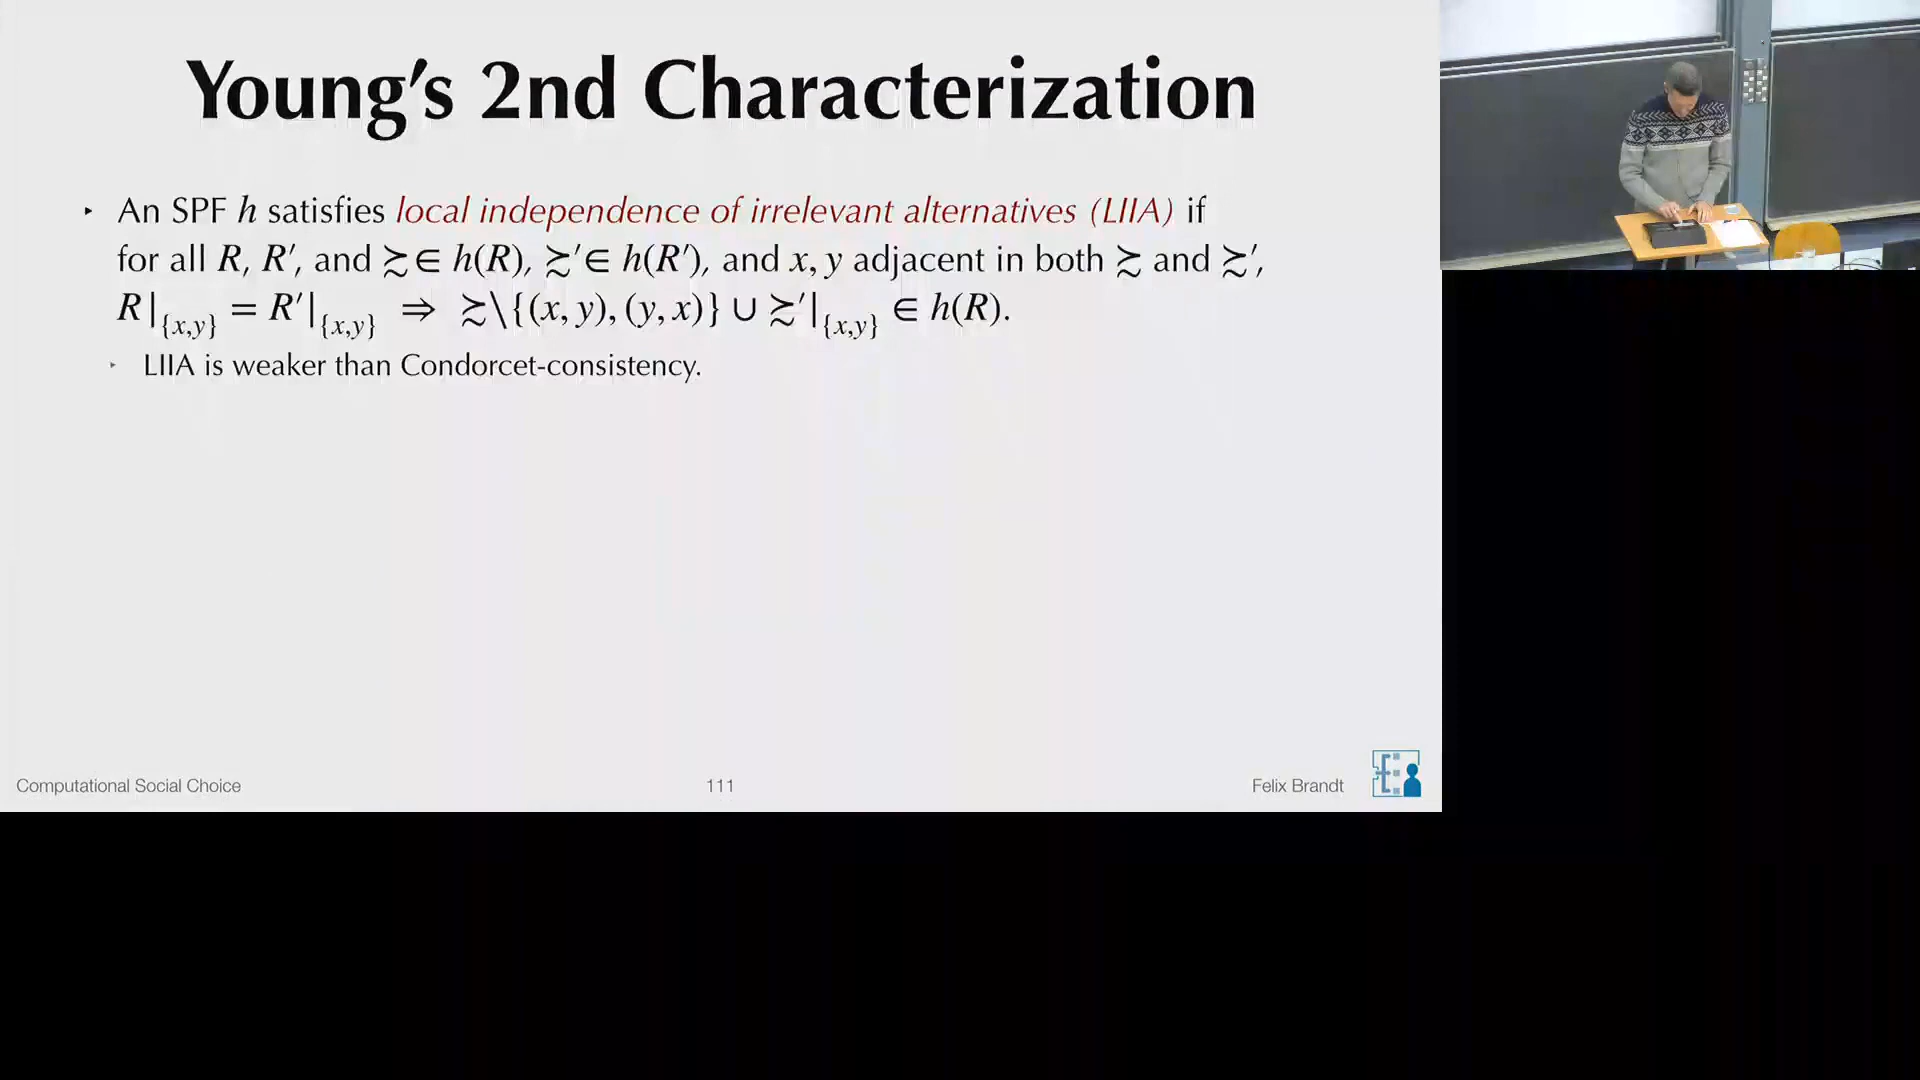 Young's 2nd Characterization
‣ An SPF h satisfies local independence of irrelevant alternatives (LIIA) if
for all R, R′, and ≿∈ h(R), ≿′∈ h(R′), and x, y adjacent in both ≿ and ≿′,
R|{x,y} = R′|{x,y} ⇒ ≿\{(x, y), (y, x)} ∪ ≿′|{x,y} ∈ h(R).
‣ LIIA is weaker than Condorcet-consistency.
Computational Social Choice 111 Felix Brandt